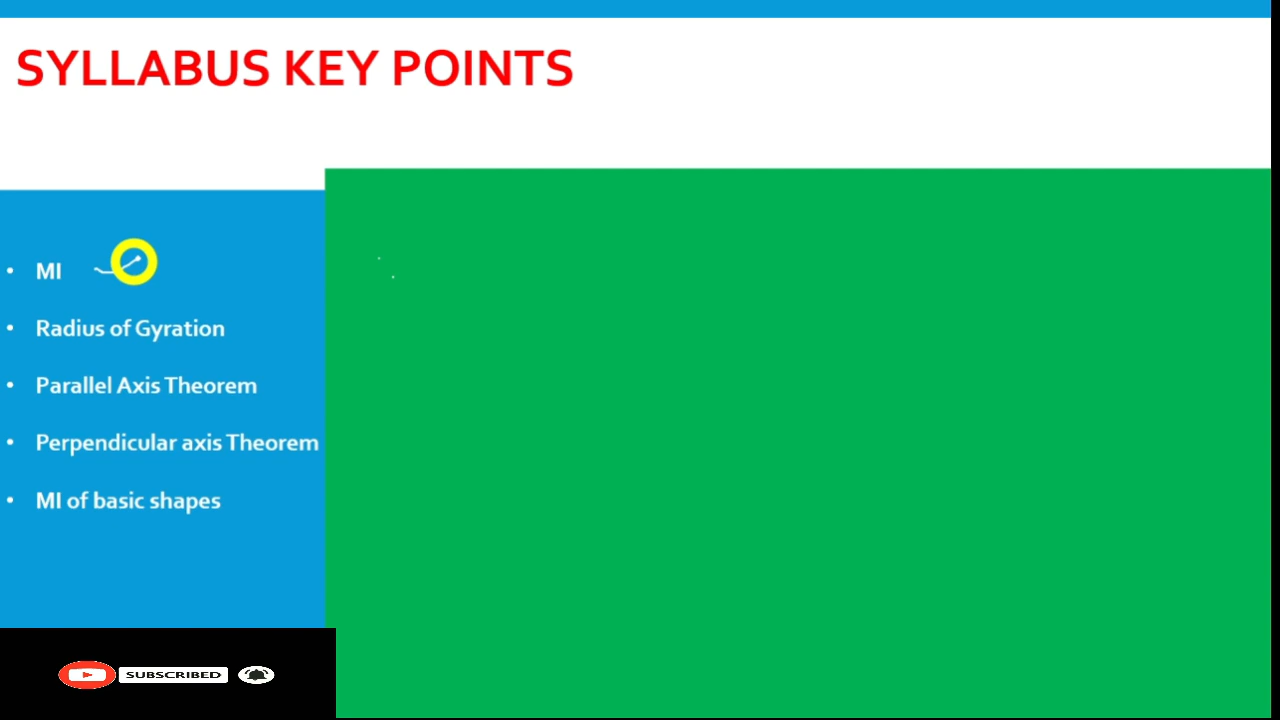 SYLLABUS KEY POINTS
• MI
• Radius of Gyration
• Parallel Axis Theorem
• Perpendicular axis Theorem
• MI of basic shapes
SUBSCRIBED